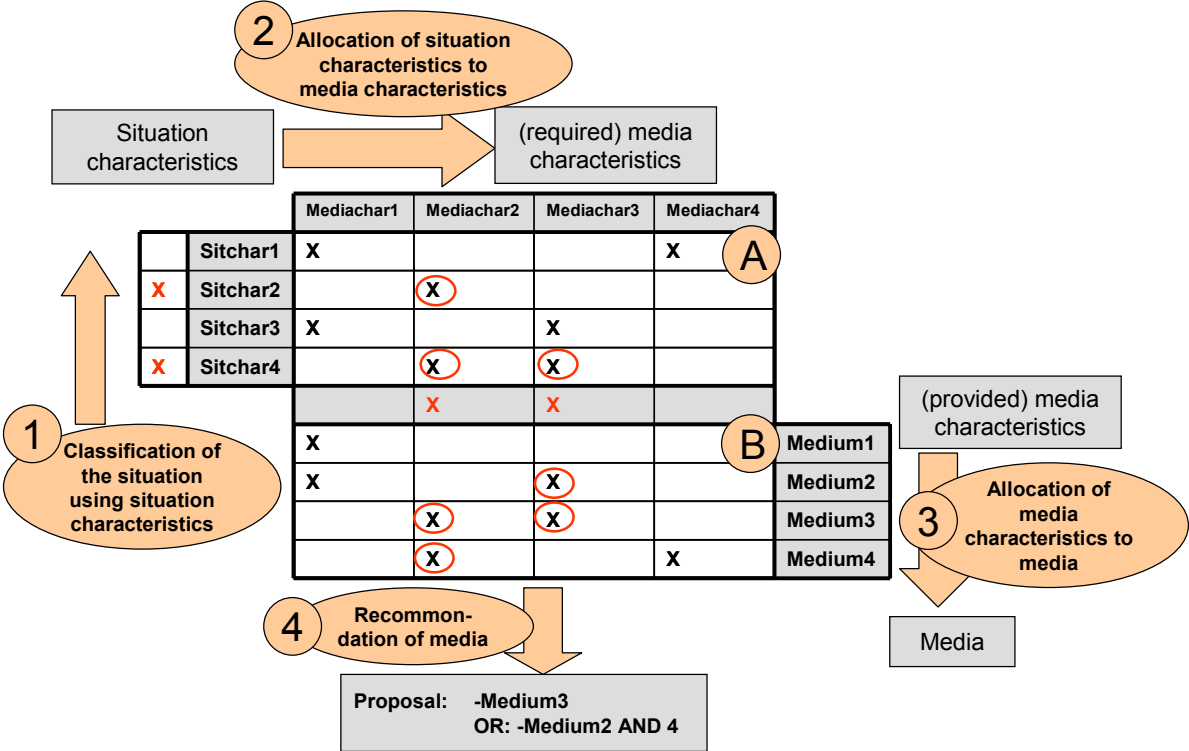 2
Allocation of situation
characteristics to
media characteristics
Situation
characteristics
(required) media
characteristics
Mediachar1 Mediachar2 Mediachar3 Mediachar4
Sitchar1 X X A
X Sitchar2 X
Sitchar3 X X
X Sitchar4 X X
X X
(provided) media
characteristics
1
Classification of
the situation
using situation
characteristics
X B Medium1
X X Medium2
X X Medium3
X X Medium4
3
Allocation of
media
characteristics to
media
4
Recommon-
dation of media
Media
Proposal: -Medium3
OR: -Medium2 AND 4